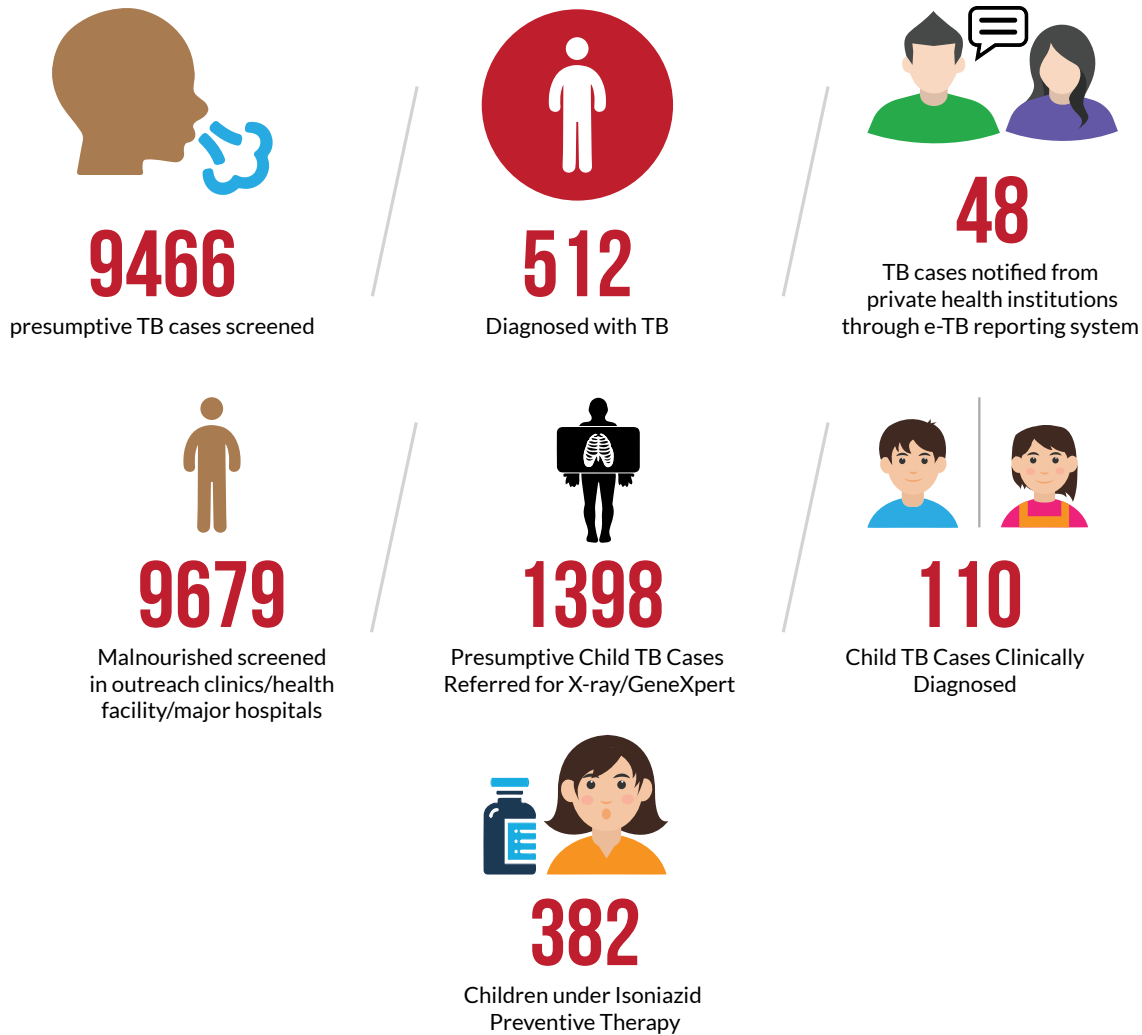 9466
presumptive TB cases screened
512
Diagnosed with TB
48
TB cases notified from
private health institutions
through e-TB reporting system
9679
Malnourished screened
in outreach clinics/health
facility/major hospitals
1398
Presumptive Child TB Cases
Referred for X-ray/GeneXpert
110
Child TB Cases Clinically
Diagnosed
382
Children under Isoniazid
Preventive Therapy